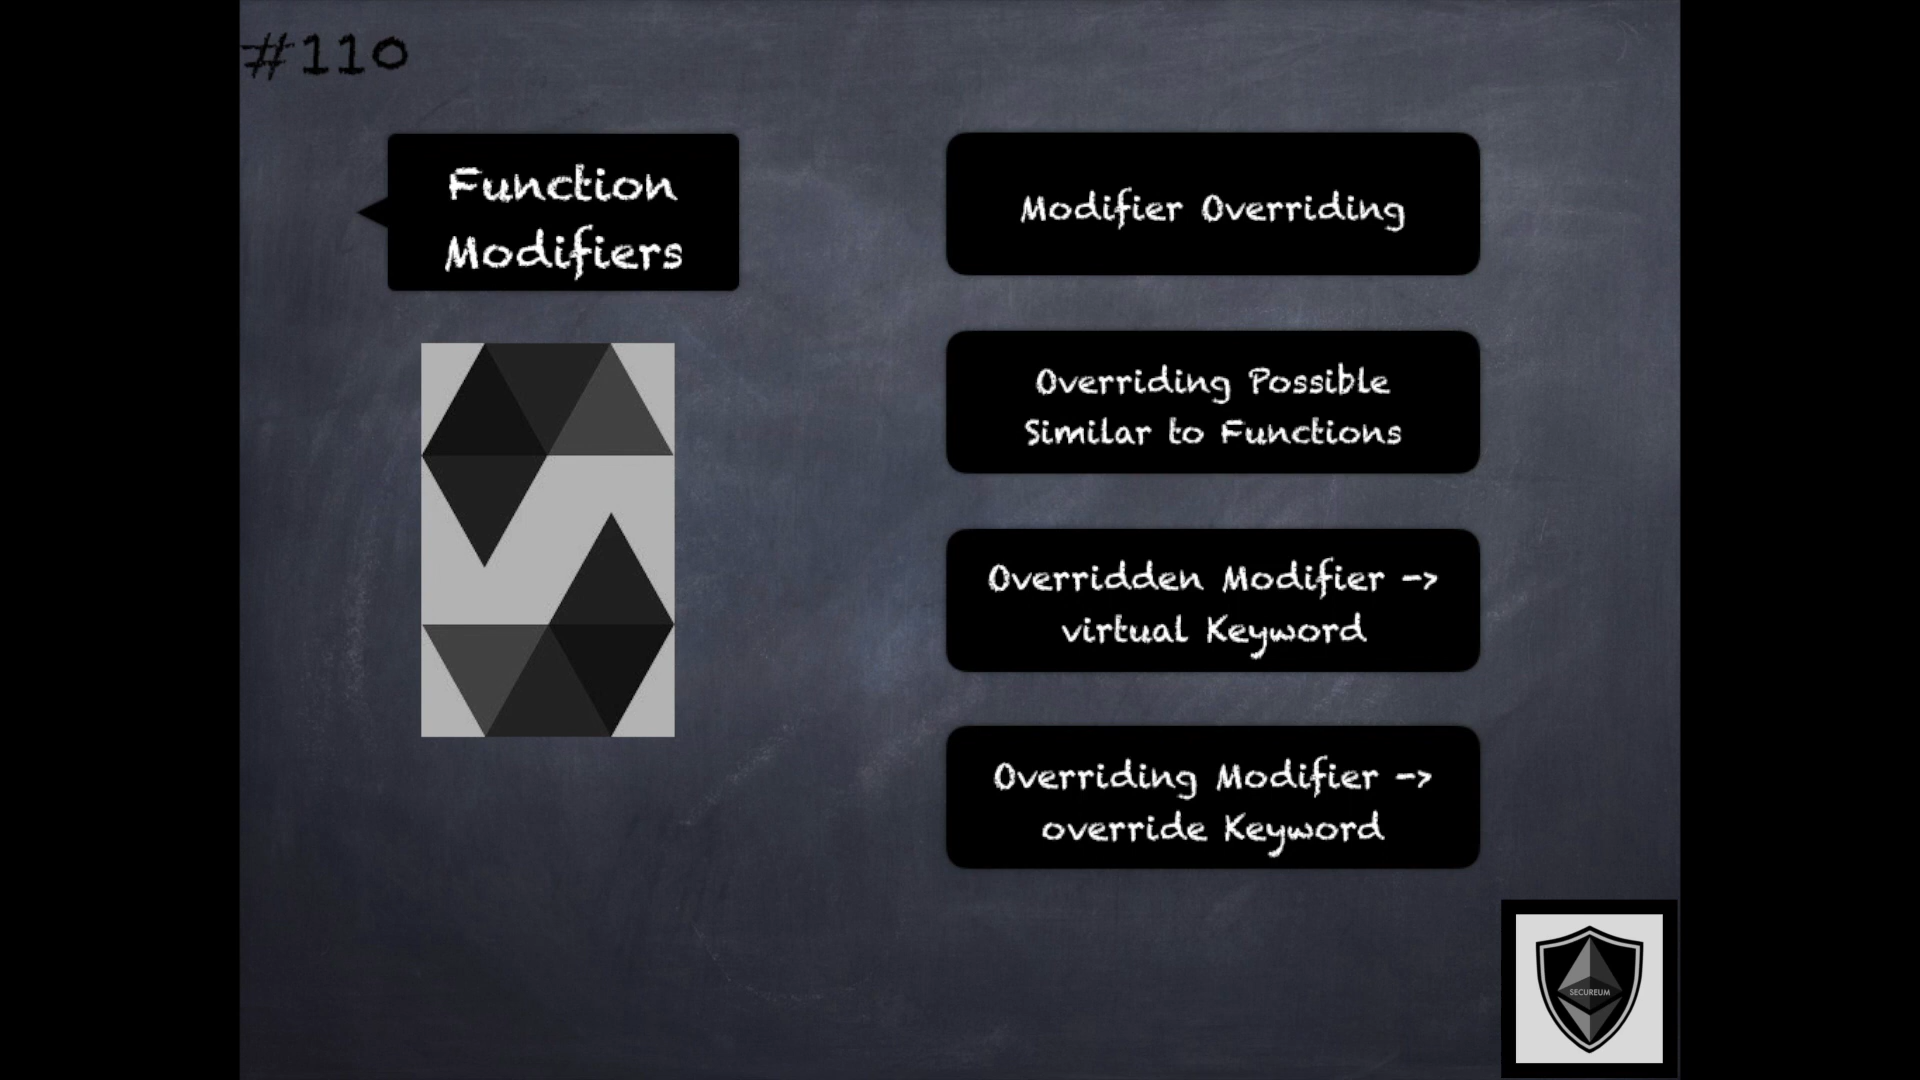 #110
Function
Modifiers
Modifier Overriding
Overriding Possible
Similar to Functions
Overridden Modifier ->
virtual Keyword
Overriding Modifier ->
override Keyword
SECUREUM